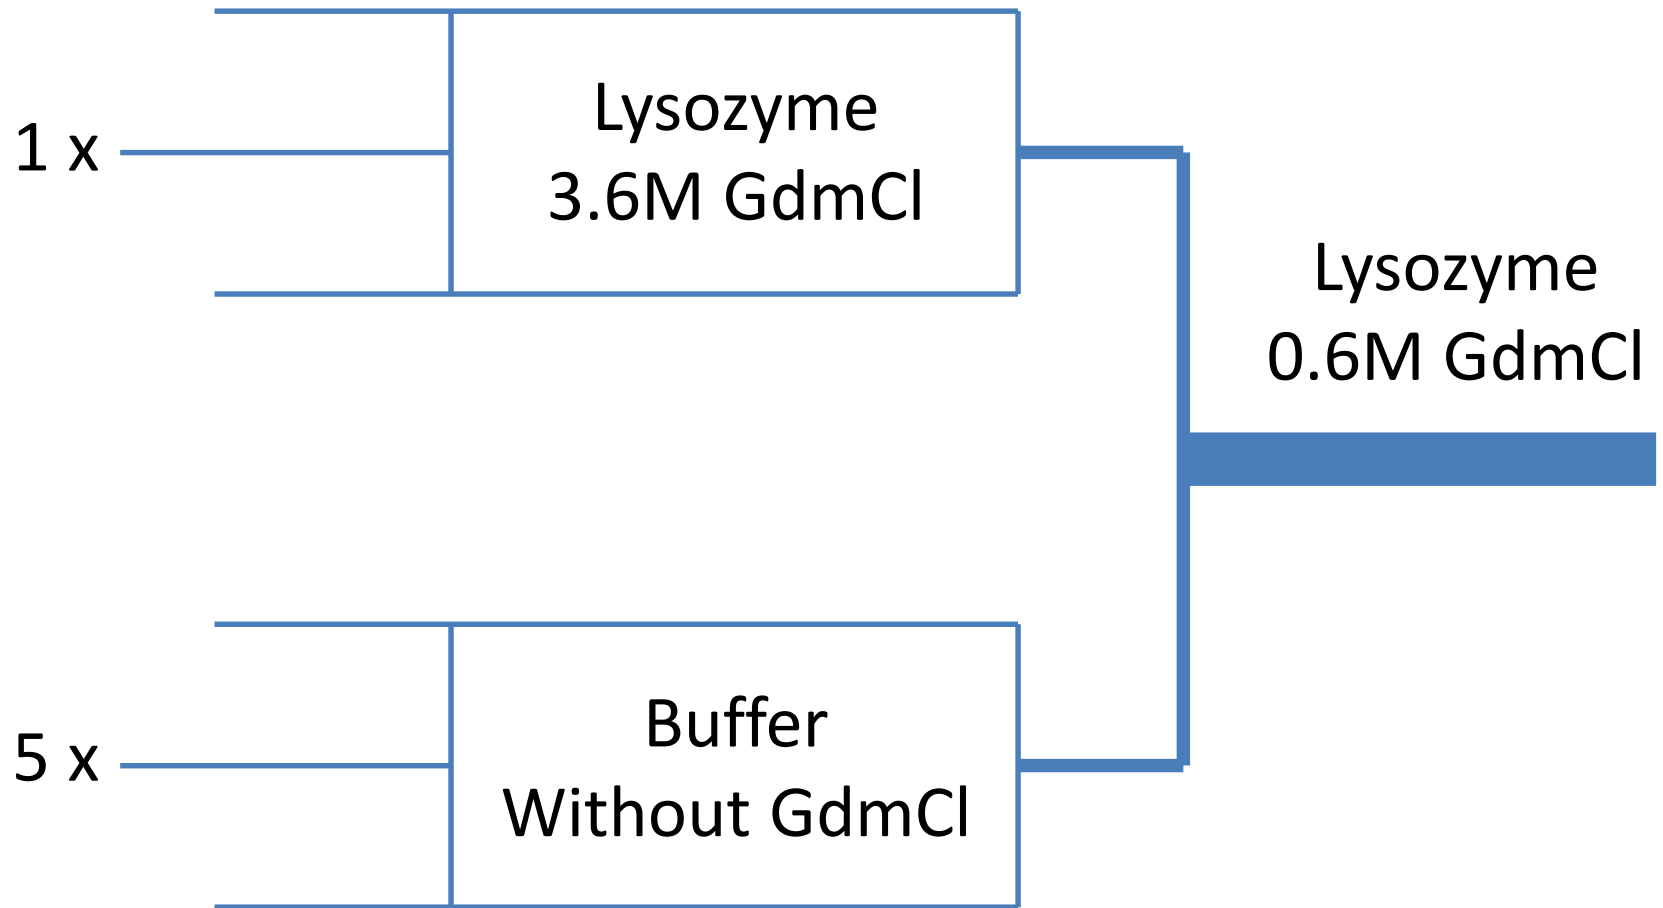 1 x
Lysozyme
3.6M GdmCl
Lysozyme
0.6M GdmCl
5 x
Buffer
Without GdmCl